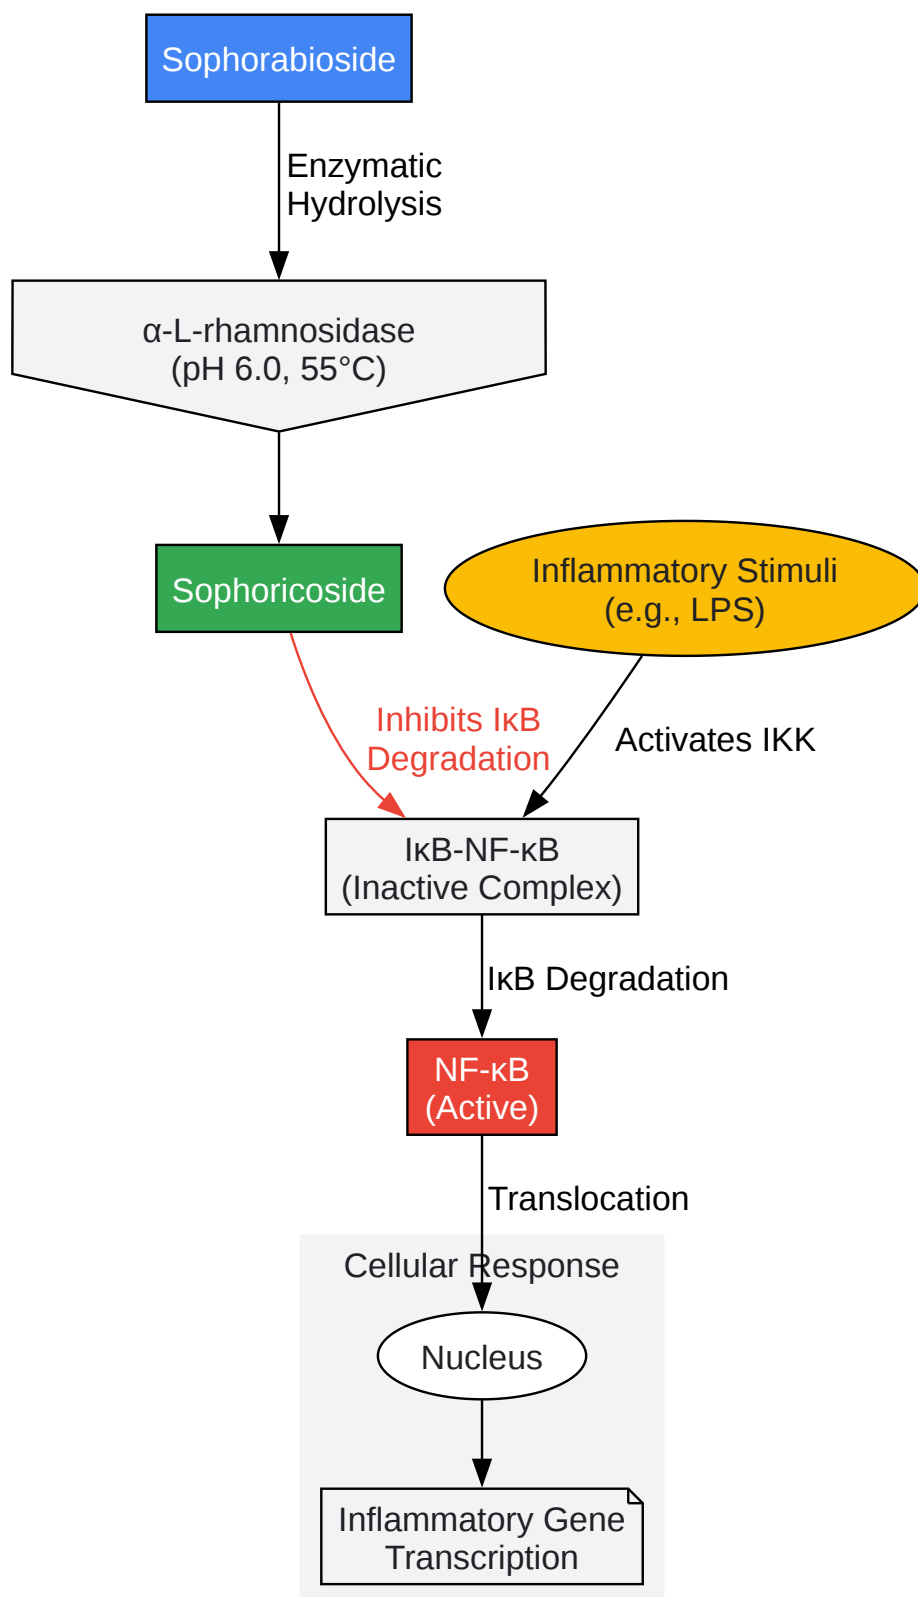 Sophorabioside
Enzymatic
Hydrolysis
α-L-rhamnosidase
(pH 6.0, 55°C)
Sophoricoside
Inflammatory Stimuli
(e.g., LPS)
Inhibits IκB
Degradation
Activates IKK
IκB-NF-κB
(Inactive Complex)
IκB Degradation
NF-κB
(Active)
Translocation
Cellular Response
Nucleus
Inflammatory Gene
Transcription